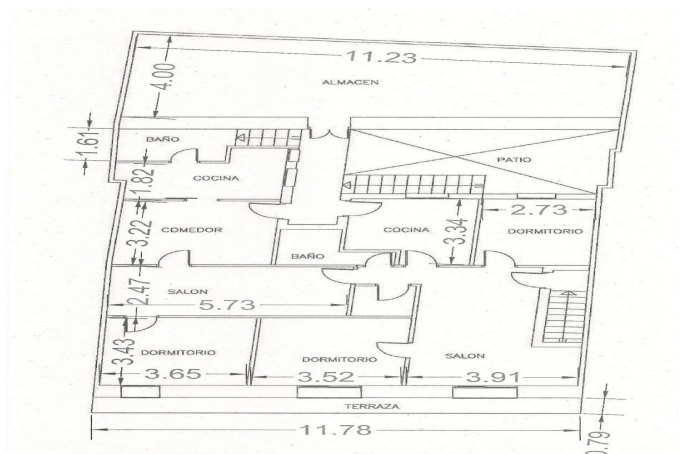 11.23
4.00
ALMACEN
1.61
BAÑO
PATIO
1.82
COCINA
2.73
3.22
COMEDOR
COCINA
3.34
DORMITORIO
BAÑO
2.47
SALON
5.73
3.43
DORMITORIO
DORMITORIO
SALON
3.65
3.52
3.91
TERRAZA
11.78
0.79